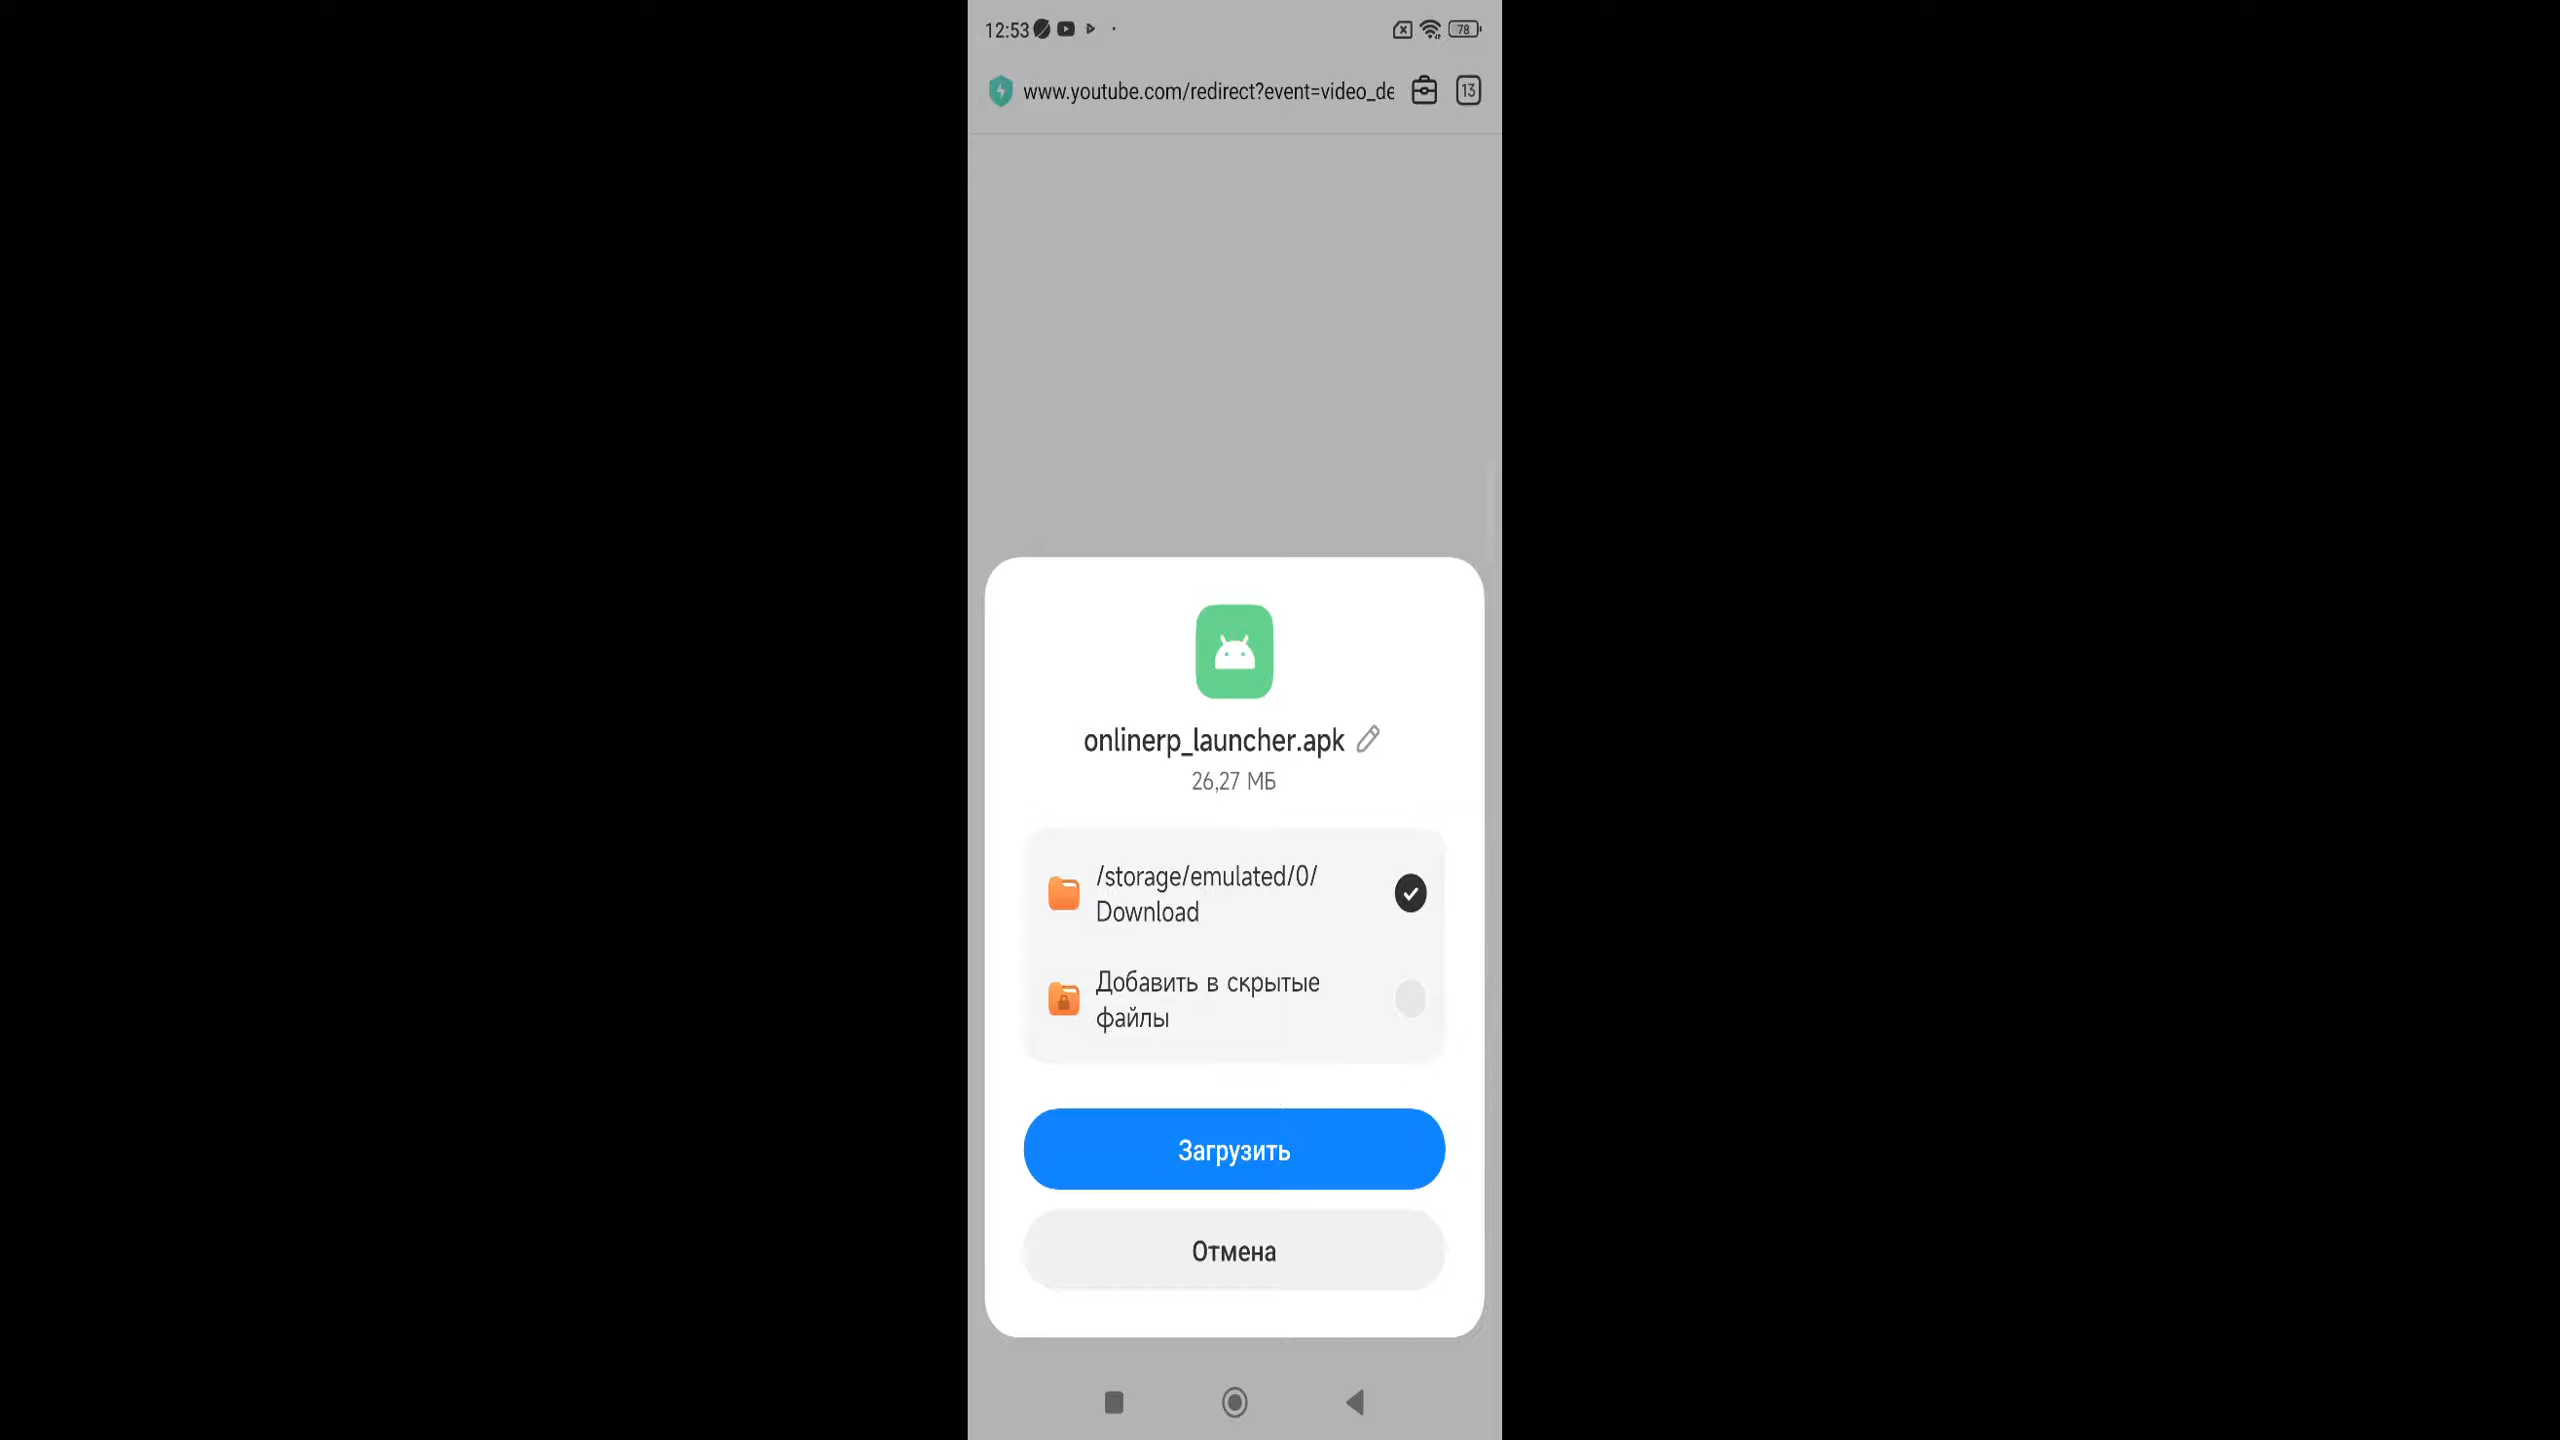 12:53
78
www.youtube.com/redirect?event=video_de
13
onlinerp_launcher.apk
26,27 МБ
/storage/emulated/0/
Download
Добавить в скрытые
файлы
Загрузить
Отмена